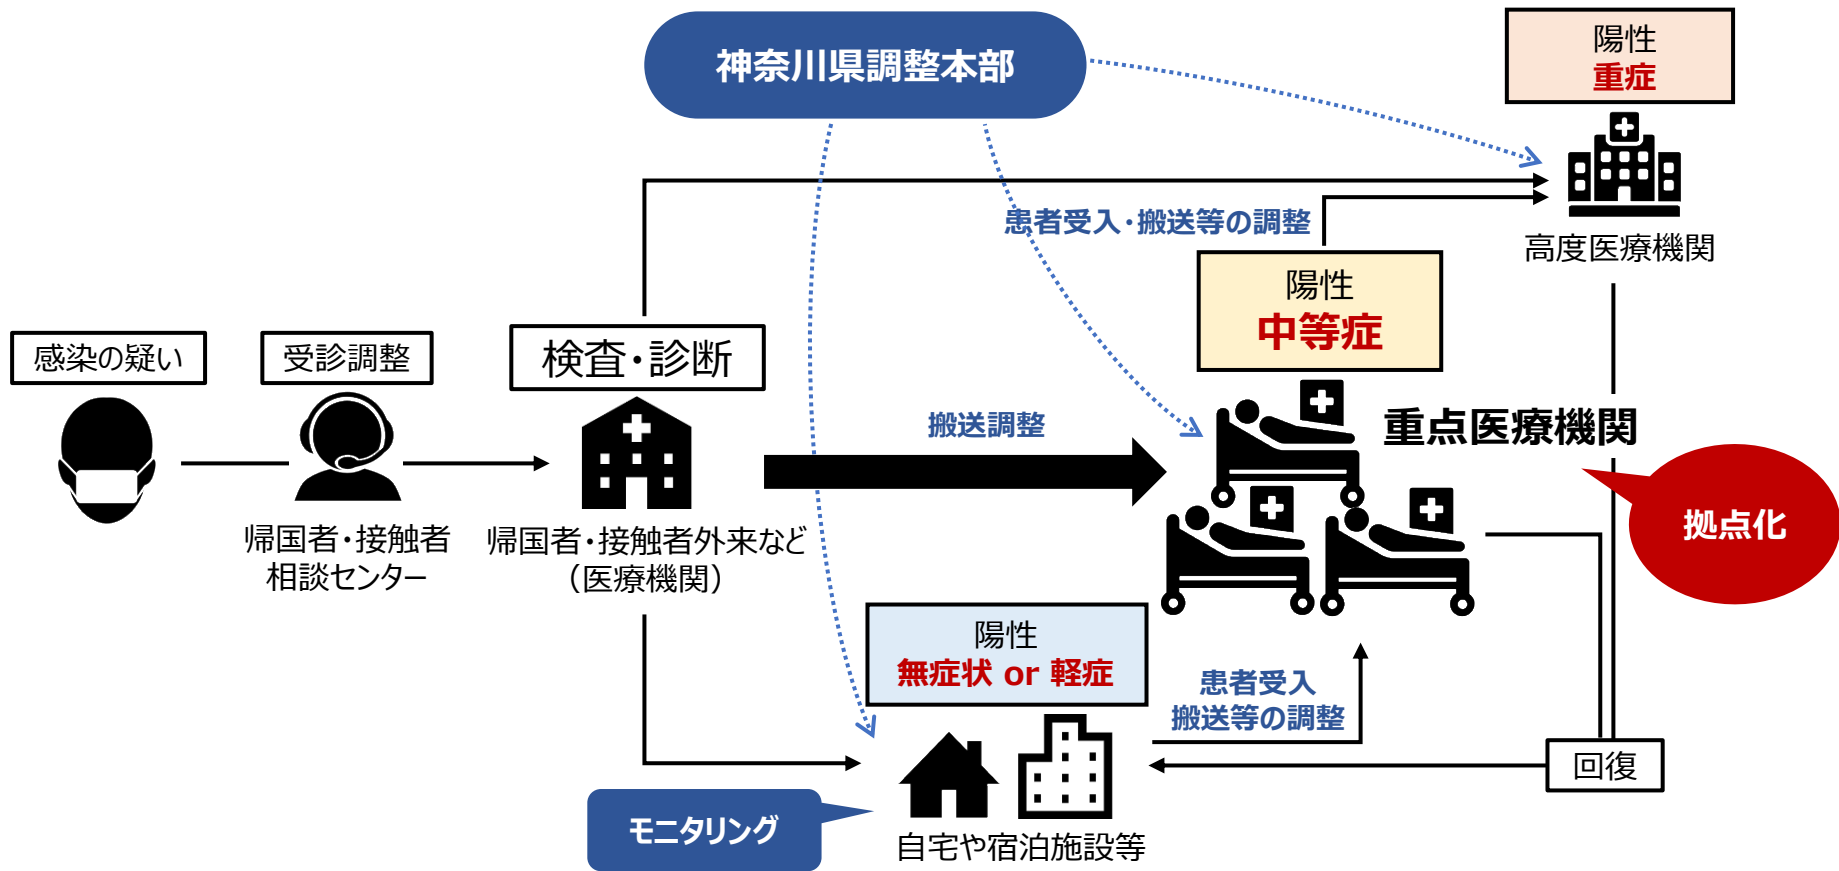 神奈川県調整本部
陽性
重症
高度医療機関
患者受入・搬送等の調整
陽性
中等症
重点医療機関
拠点化
感染の疑い
受診調整
検査・診断
搬送調整
帰国者・接触者
相談センター
帰国者・接触者外来など
（医療機関）
陽性
無症状 or 軽症
患者受入
搬送等の調整
回復
モニタリング
自宅や宿泊施設等